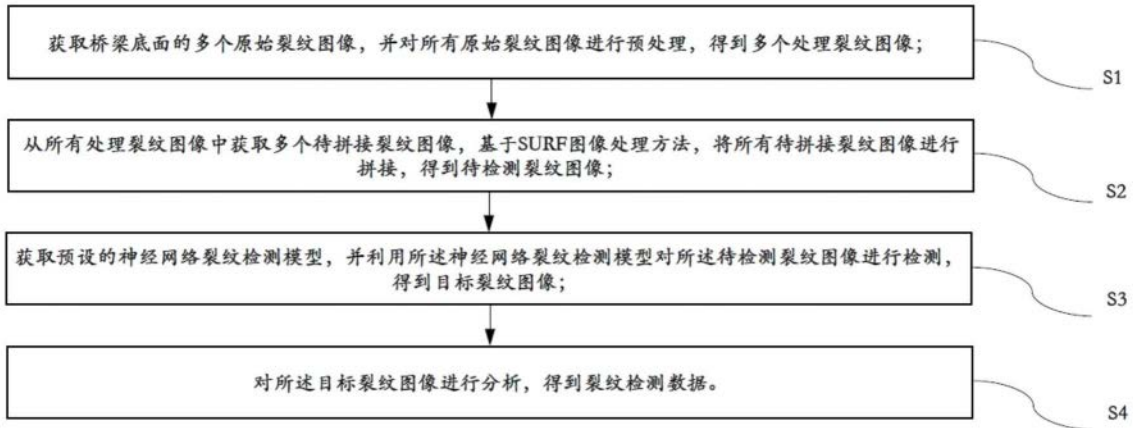 获取桥梁底面的多个原始裂纹图像，并对所有原始裂纹图像进行预处理，得到多个处理裂纹图像；
S1
从所有处理裂纹图像中获取多个待拼接裂纹图像，基于SURF图像处理方法，将所有待拼接裂纹图像进行
拼接，得到待检测裂纹图像；
S2
获取预设的神经网络裂纹检测模型，并利用所述神经网络裂纹检测模型对所述待检测裂纹图像进行检测，
得到目标裂纹图像；
S3
对所述目标裂纹图像进行分析，得到裂纹检测数据。
S4